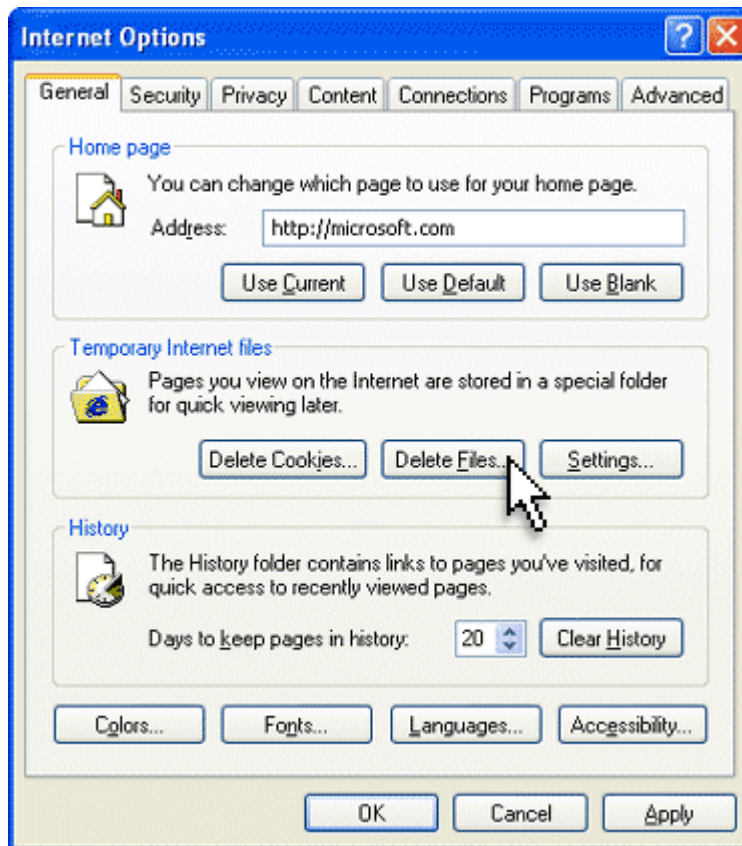 Internet Options
General Security Privacy Content Connections Programs Advanced
Home page
You can change which page to use for your home page.
Address: http://microsoft.com
Use Current Use Default Use Blank
Temporary Internet files
Pages you view on the Internet are stored in a special folder
for quick viewing later.
Delete Cookies... Delete Files... Settings...
History
The History folder contains links to pages you've visited, for
quick access to recently viewed pages.
Days to keep pages in history: 20 Clear History
Colors... Fonts... Languages... Accessibility...
OK Cancel Apply